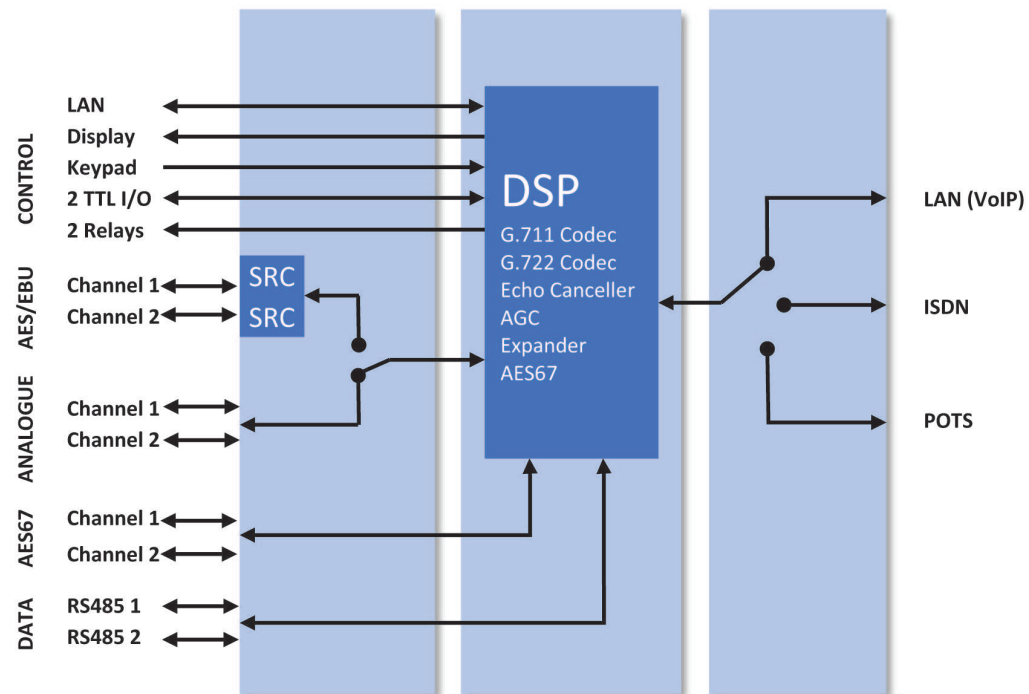 CONTROL
LAN
Display
Keypad
2 TTL I/O
2 Relays
AES/EBU
Channel 1
Channel 2
SRC
SRC
ANALOGUE
Channel 1
Channel 2
AES67
Channel 1
Channel 2
DATA
RS485 1
RS485 2
DSP
G.711 Codec
G.722 Codec
Echo Canceller
AGC
Expander
AES67
LAN (VoIP)
ISDN
POTS